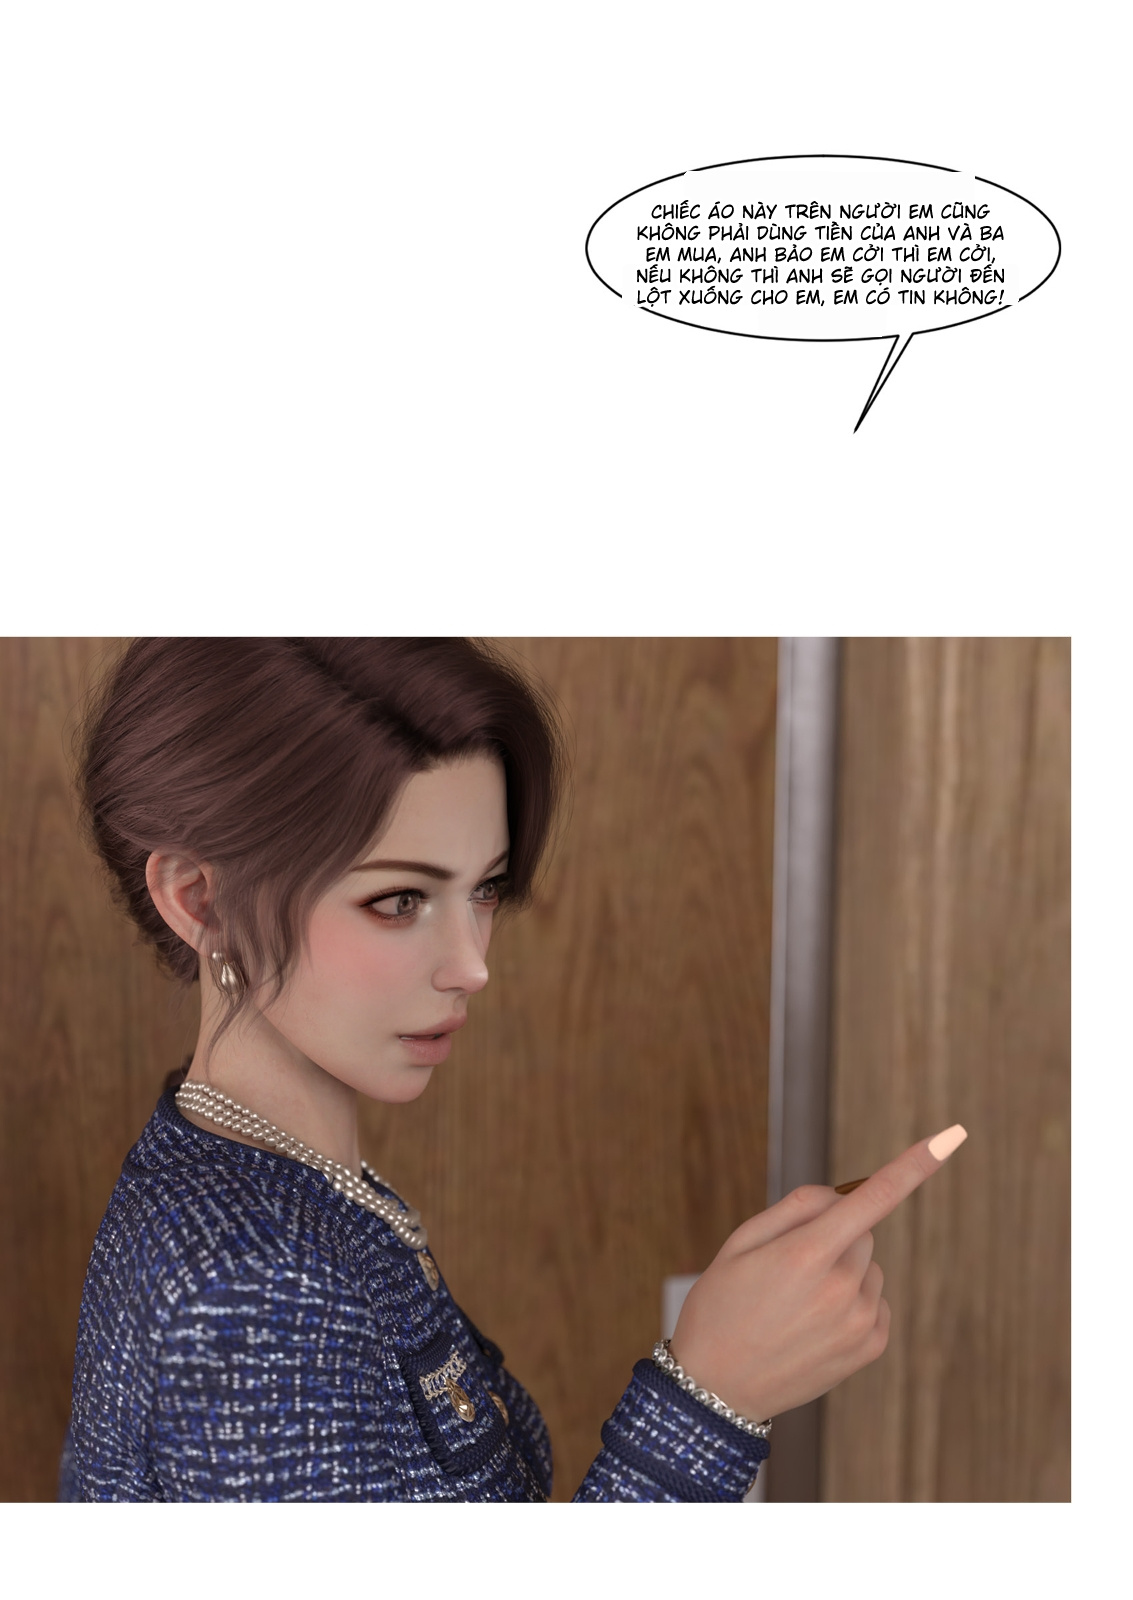 CHIẾC ÁO NÀY TRÊN NGƯỜI EM CŨNG
KHÔNG PHẢI DÙNG TIỀN CỦA ANH VÀ BA
EM MUA, ANH BẢO EM CỞI THÌ EM CỞI,
NẾU KHÔNG THÌ ANH SẼ GỌI NGƯỜI ĐẾN
LỘT XUỐNG CHO EM, EM CÓ TIN KHÔNG!